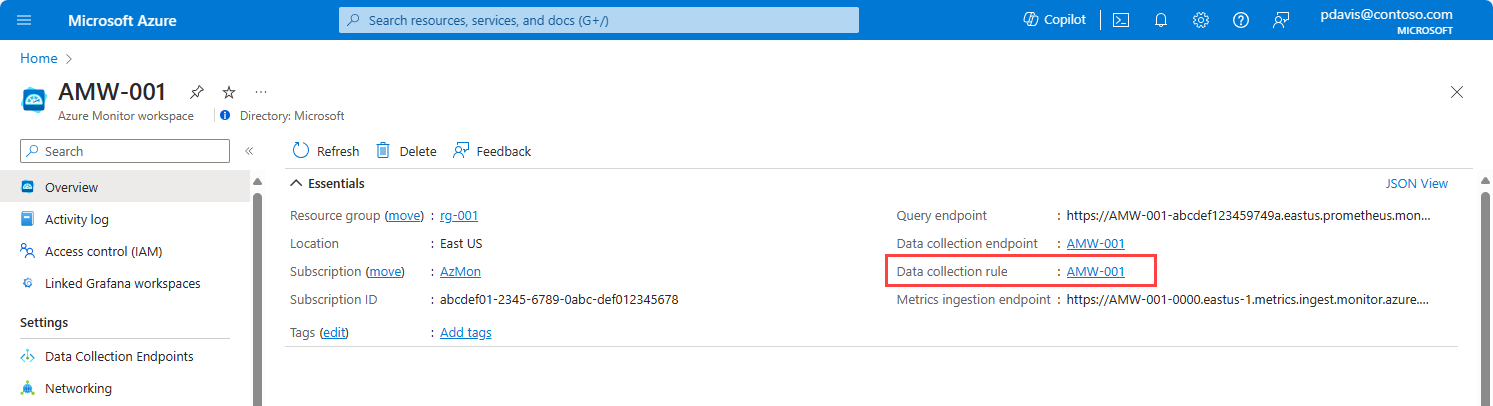 Microsoft Azure
Search resources, services, and docs (G+/)
Copilot
pdavis@contoso.com
MICROSOFT
Home
AMW-001
Azure Monitor workspace
Directory: Microsoft
Search
Overview
Activity log
Access control (IAM)
Linked Grafana workspaces
Settings
Data Collection Endpoints
Networking
Refresh Delete Feedback
Essentials
JSON View
Resource group (move) : rg-001
Location : East US
Subscription (move) : AzMon
Subscription ID : abcdef01-2345-6789-0abc-def012345678
Tags (edit) : Add tags
Query endpoint : https://AMW-001-abcdef123459749a.eastus.prometheus.mon...
Data collection endpoint : AMW-001
Data collection rule : AMW-001
Metrics ingestion endpoint : https://AMW-001-0000.eastus-1.metrics.ingest.monitor.azure....